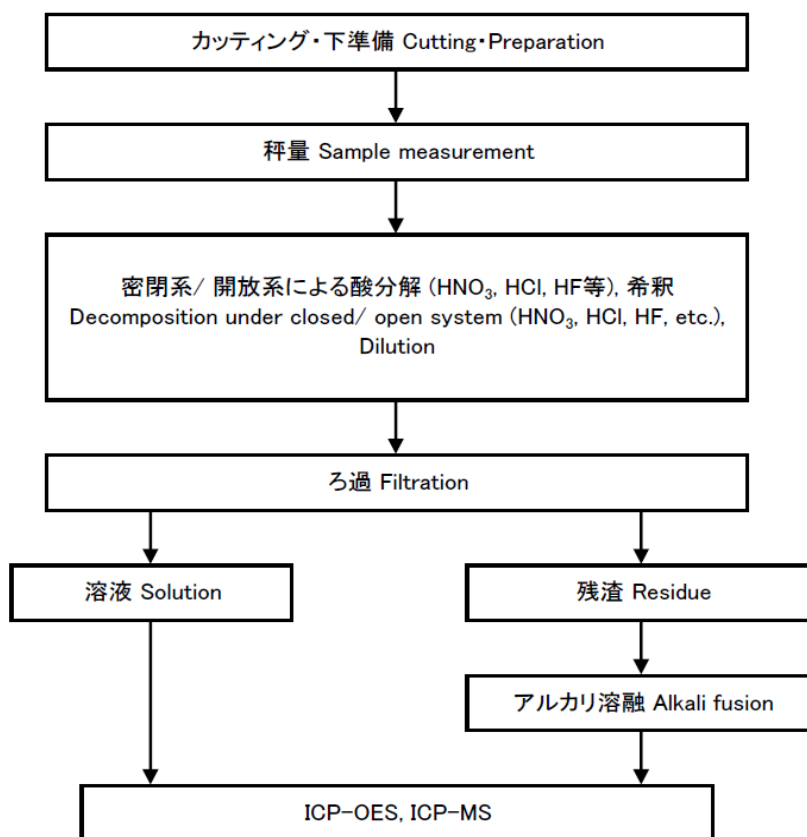 カッティング・下準備 Cutting・Preparation
秤量 Sample measurement
密閉系/ 開放系による酸分解 (HNO₃, HCl, HF等), 希釈
Decomposition under closed/ open system (HNO₃, HCl, HF, etc.),
Dilution
ろ過 Filtration
溶液 Solution
残渣 Residue
アルカリ溶融 Alkali fusion
ICP-OES, ICP-MS